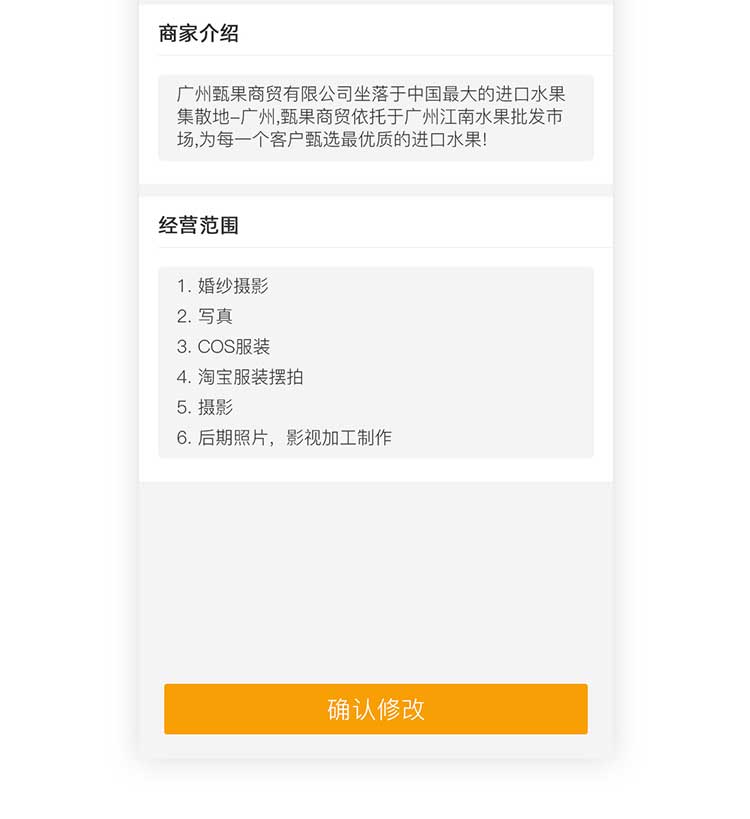 商家介绍
广州甄果商贸有限公司坐落于中国最大的进口水果
集散地-广州,甄果商贸依托于广州江南水果批发市
场,为每一个客户甄选最优质的进口水果!
经营范围
1. 婚纱摄影
2. 写真
3. COS服装
4. 淘宝服装摆拍
5. 摄影
6. 后期照片，影视加工制作
确认修改